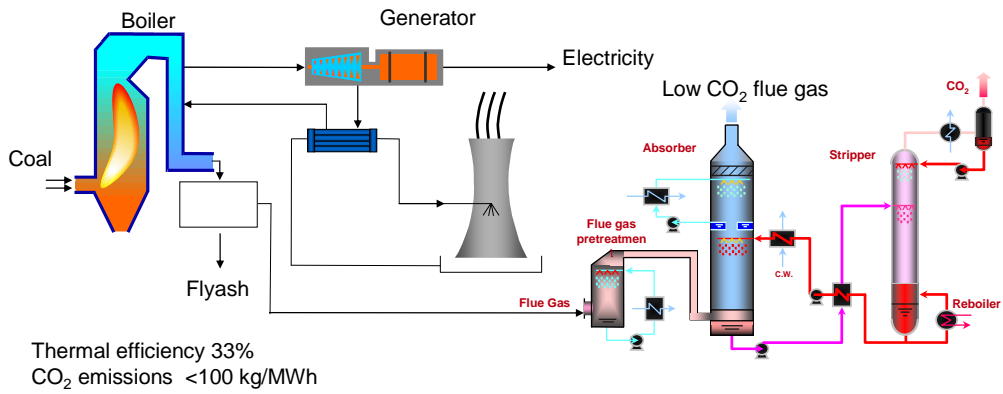 Boiler
Generator
Electricity
Coal
Flyash
Low CO₂ flue gas
CO₂
Absorber
Stripper
Flue gas
pretreatmen
C.W.
Flue Gas
Reboiler
Thermal efficiency 33%
CO₂ emissions <100 kg/MWh